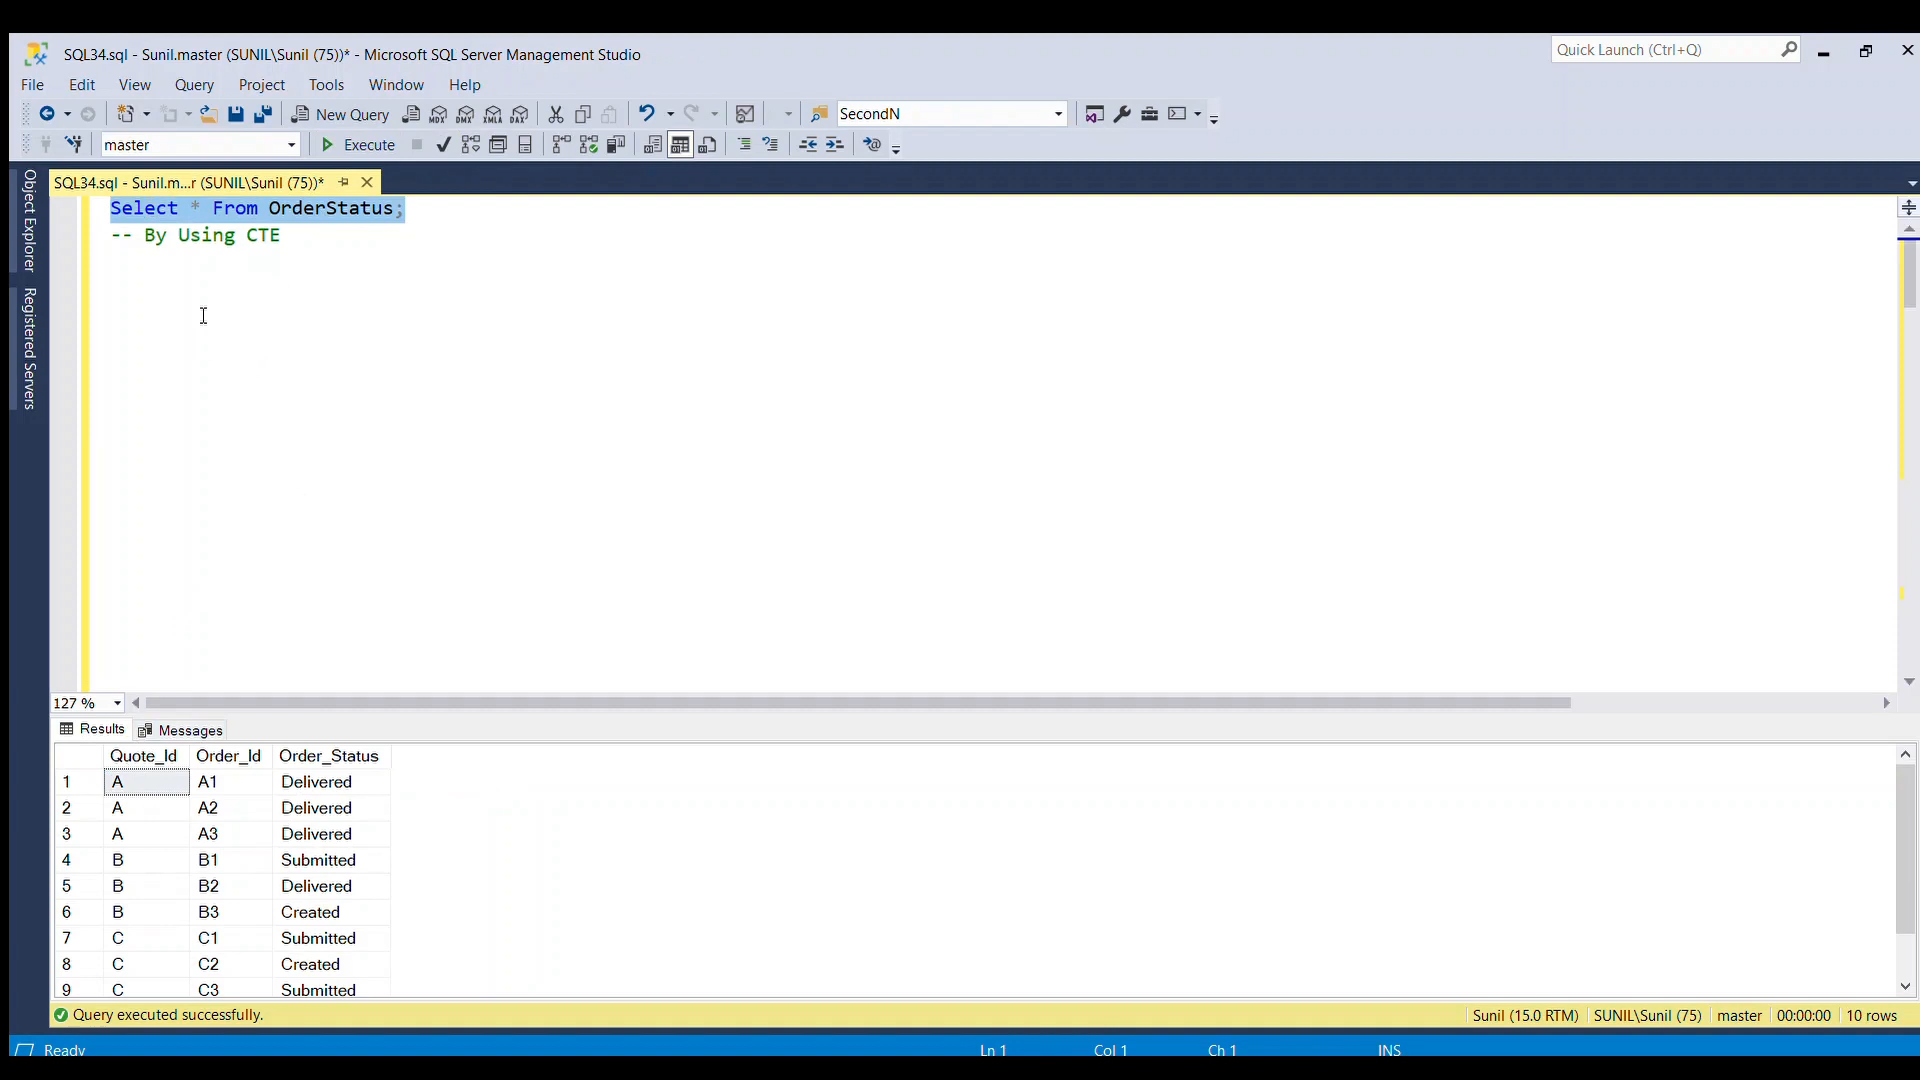 SQL34.sql - Sunil.master (SUNIL\Sunil (75))* - Microsoft SQL Server Management Studio
Quick Launch (Ctrl+Q)
File Edit View Query Project Tools Window Help
New Query MDX DMX XMLA DAX SecondN
master Execute
SQL34.sql - Sunil.m...r (SUNIL\Sunil (75))*
Object Explorer
Registered Servers
Select * From OrderStatus;
-- By Using CTE
127 %
Results Messages
Quote_Id Order_Id Order_Status
1 A A1 Delivered
2 A A2 Delivered
3 A A3 Delivered
4 B B1 Submitted
5 B B2 Delivered
6 B B3 Created
7 C C1 Submitted
8 C C2 Created
9 C C3 Submitted
Query executed successfully. Sunil (15.0 RTM) SUNIL\Sunil (75) master 00:00:00 10 rows
Ready Ln 1 Col 1 Ch 1 INS